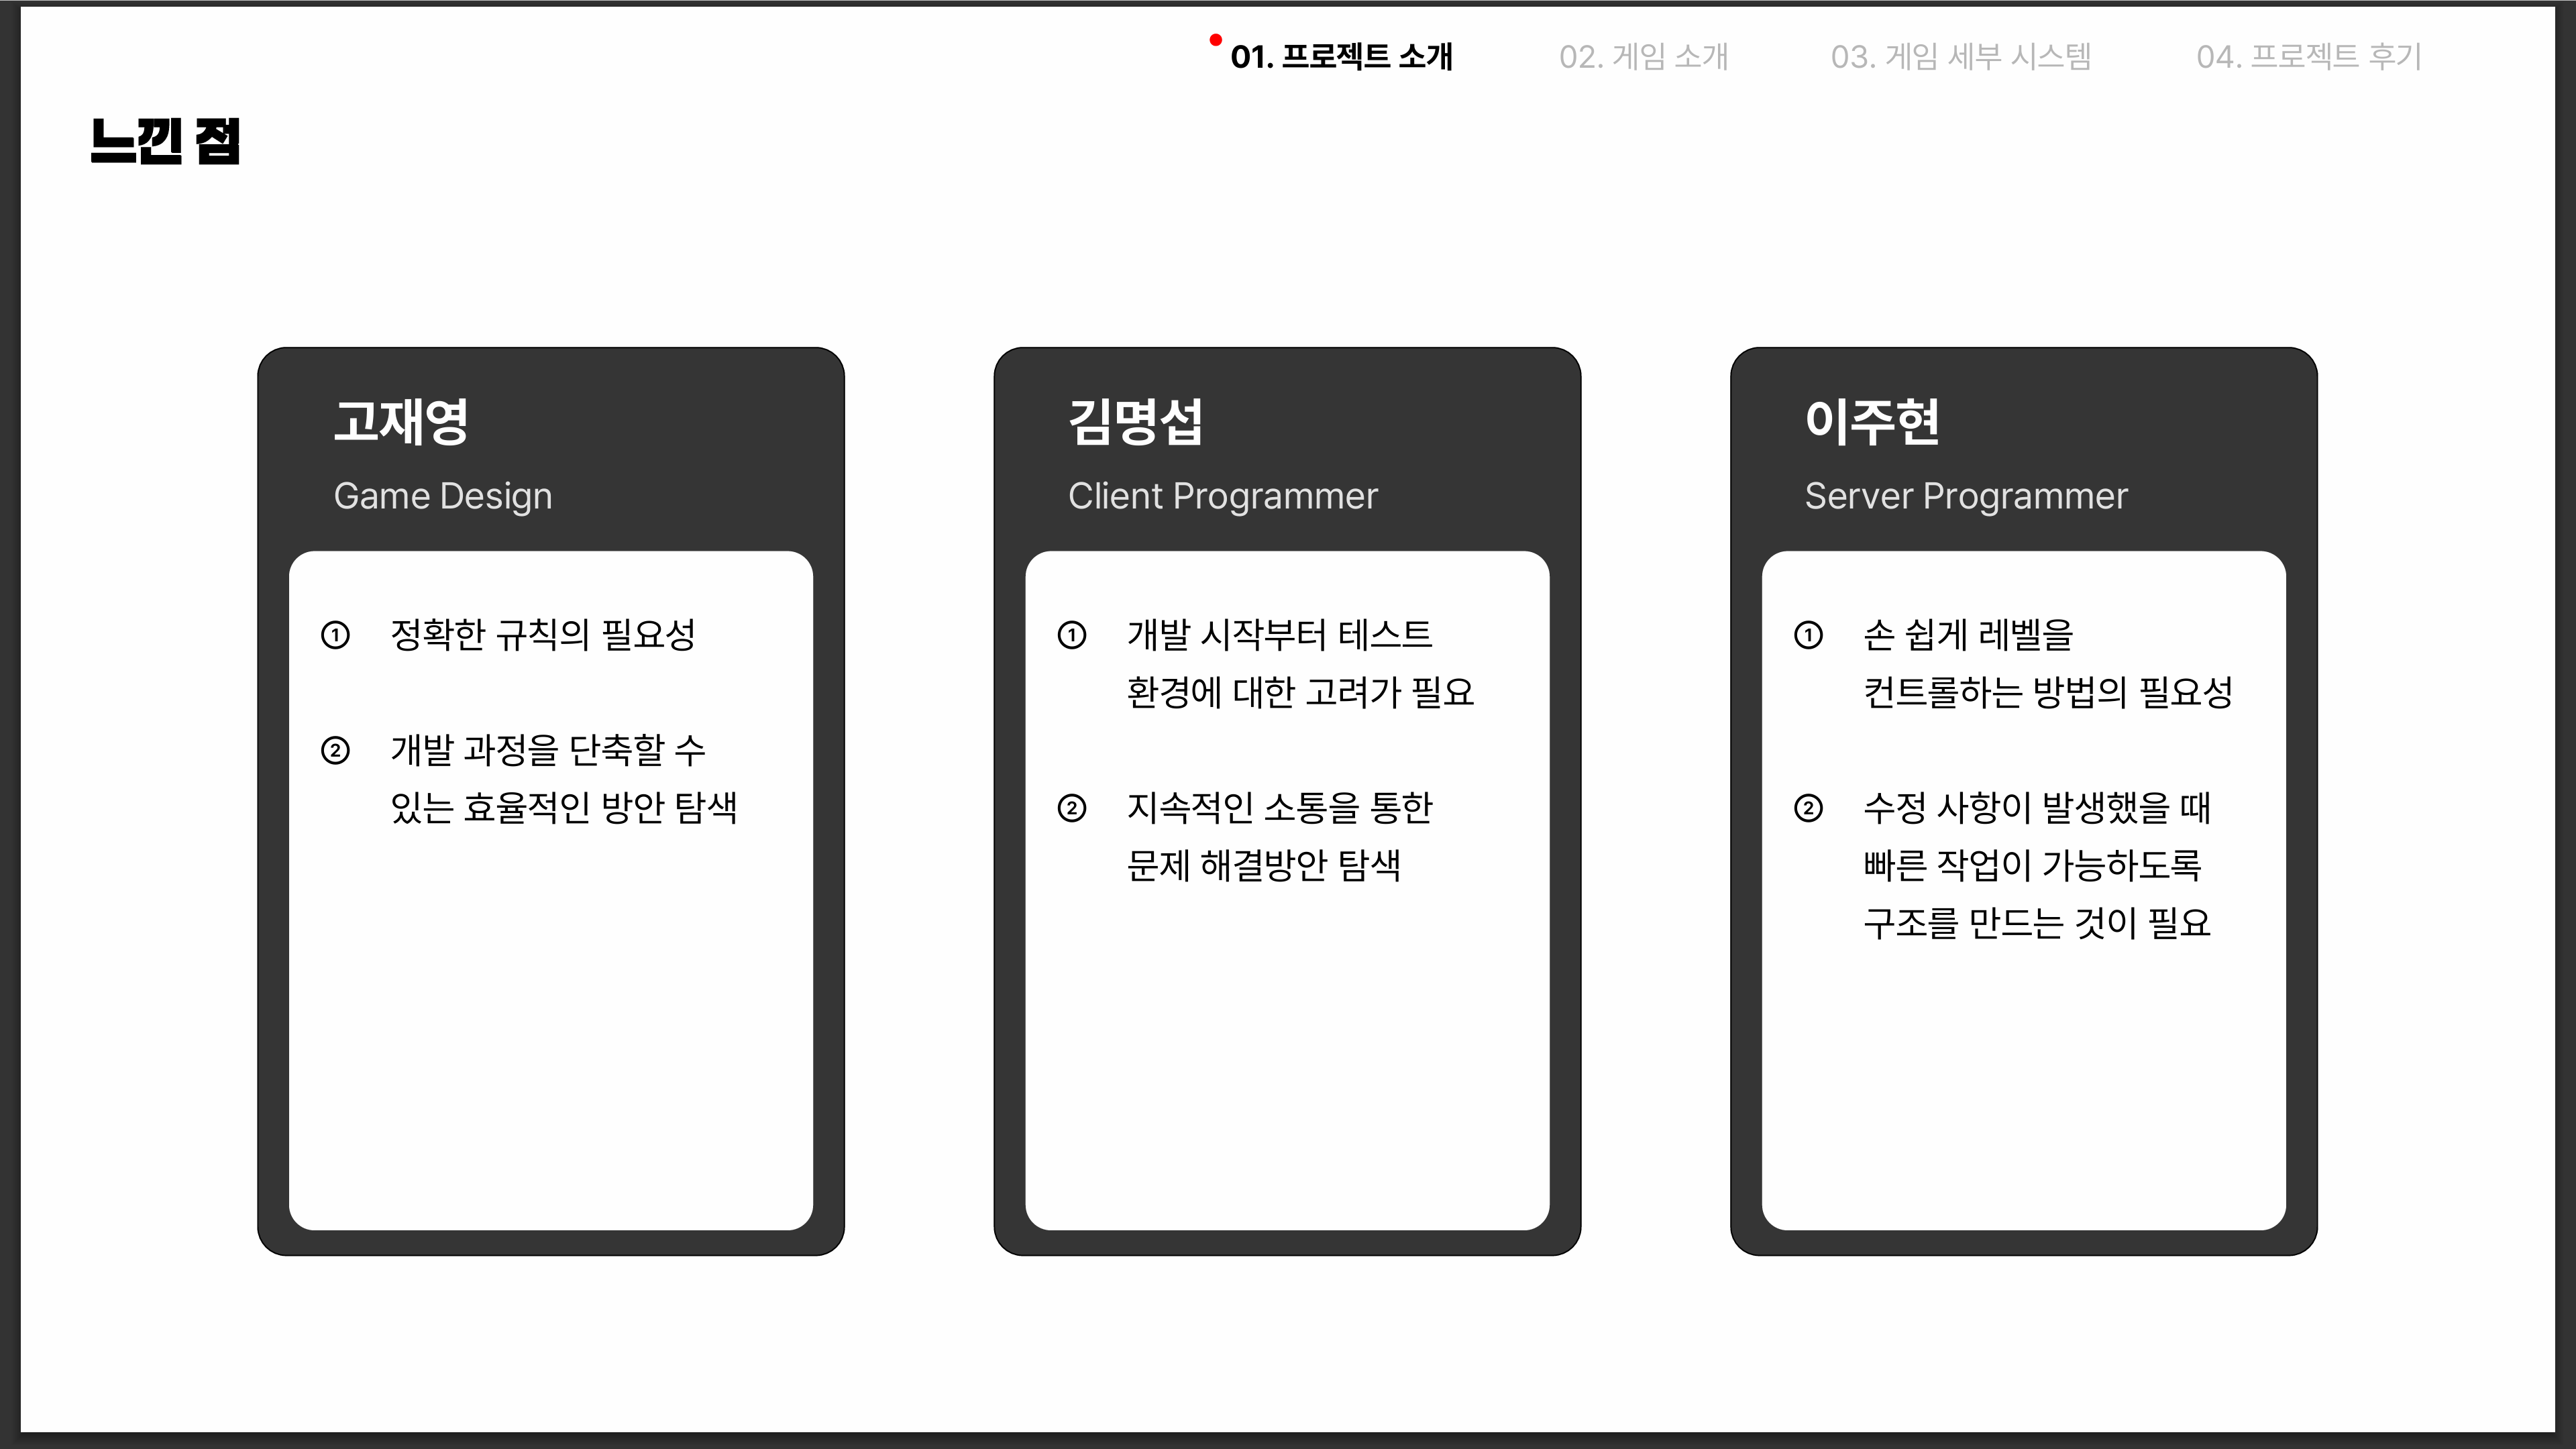 01. 프로젝트 소개 02. 게임 소개 03. 게임 세부 시스템 04. 프로젝트 후기
느낀 점
고재영
Game Design
① 정확한 규칙의 필요성
② 개발 과정을 단축할 수
있는 효율적인 방안 탐색
김명섭
Client Programmer
① 개발 시작부터 테스트
환경에 대한 고려가 필요
② 지속적인 소통을 통한
문제 해결방안 탐색
이주현
Server Programmer
① 손 쉽게 레벨을
컨트롤하는 방법의 필요성
② 수정 사항이 발생했을 때
빠른 작업이 가능하도록
구조를 만드는 것이 필요